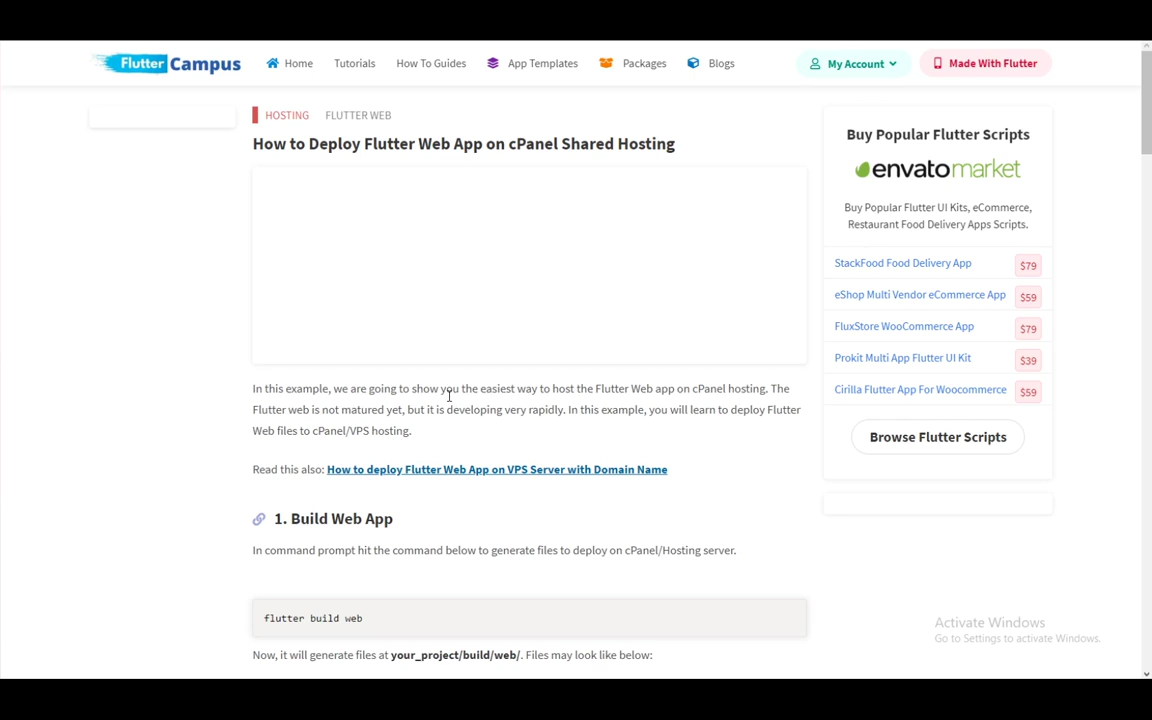 Flutter Campus Home Tutorials How To Guides App Templates Packages Blogs My Account Made With Flutter
HOSTING FLUTTER WEB
How to Deploy Flutter Web App on cPanel Shared Hosting
In this example, we are going to show you the easiest way to host the Flutter Web app on cPanel hosting. The
Flutter web is not matured yet, but it is developing very rapidly. In this example, you will learn to deploy Flutter
Web files to cPanel/VPS hosting.
Read this also: How to deploy Flutter Web App on VPS Server with Domain Name
1. Build Web App
In command prompt hit the command below to generate files to deploy on cPanel/Hosting server.
flutter build web
Now, it will generate files at your_project/build/web/. Files may look like below:
Buy Popular Flutter Scripts
envatomarket
Buy Popular Flutter UI Kits, eCommerce,
Restaurant Food Delivery Apps Scripts.
StackFood Food Delivery App $79
eShop Multi Vendor eCommerce App $59
FluxStore WooCommerce App $79
Prokit Multi App Flutter UI Kit $39
Cirilla Flutter App For Woocommerce $59
Browse Flutter Scripts
Activate Windows
Go to Settings to activate Windows.